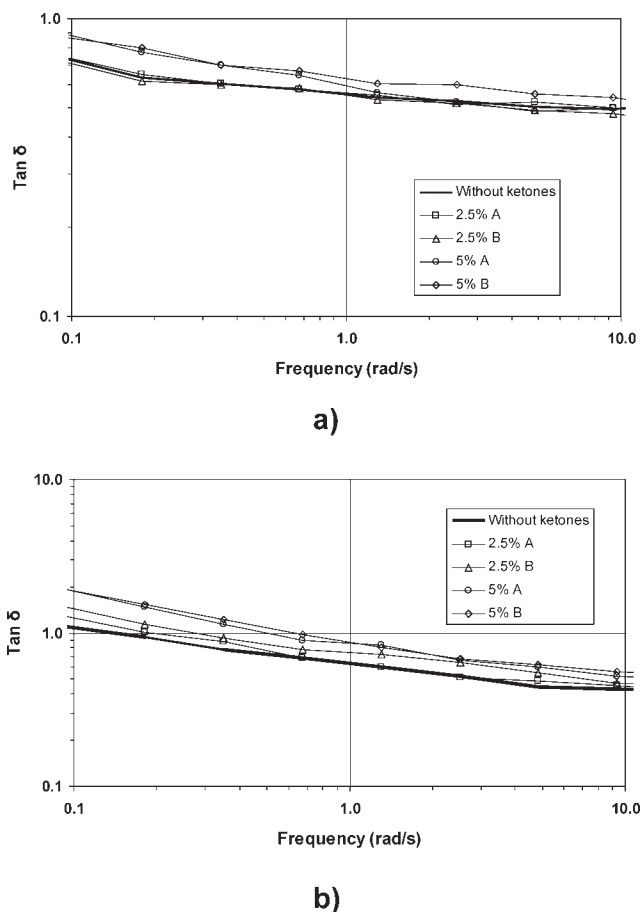 1.0
Tan δ
Without ketones
2.5% A
2.5% B
5% A
5% B
0.1
0.1
1.0
10.0
Frequency (rad/s)
a)
10.0
Without ketones
2.5% A
2.5% B
5% A
5% B
Tan δ
1.0
0.1
0.1
1.0
10.0
Frequency (rad/s)
b)